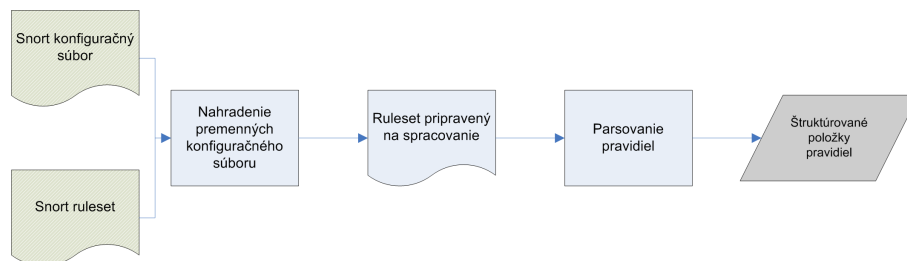 Snort konfiguračný
súbor
Nahradenie
premenných
konfiguračného
súboru
Ruleset pripravený
na spracovanie
Parsovanie
pravidiel
Štruktúrované
položky
pravidiel
Snort ruleset